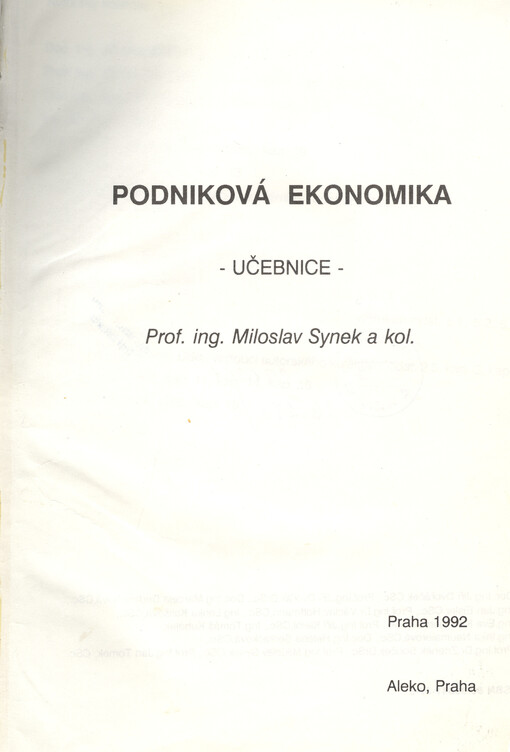 PODNIKOVÁ EKONOMIKA
- UČEBNICE -
Prof. ing. Miloslav Synek a kol.
Praha 1992
Aleko, Praha